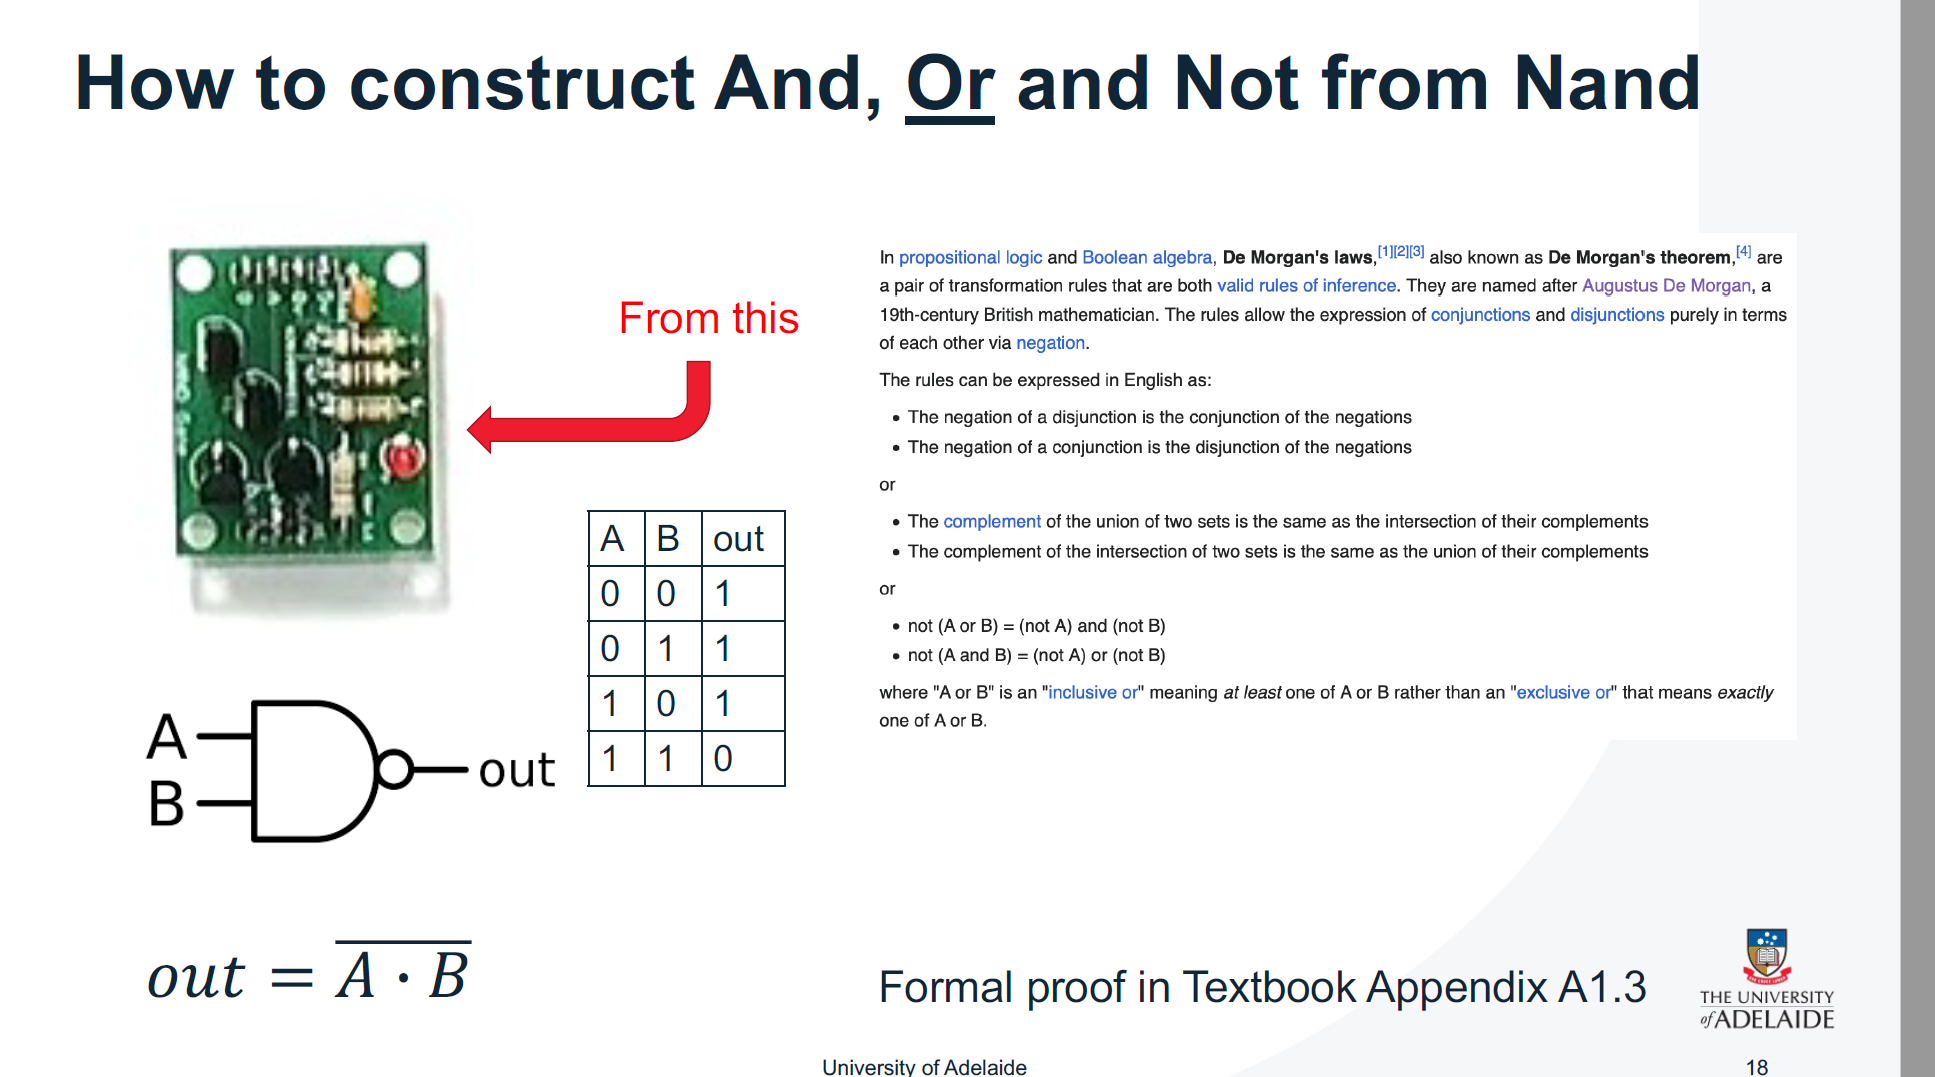 How to construct And, Or and Not from Nand
From this
In propositional logic and Boolean algebra, De Morgan's laws,[1][2][3] also known as De Morgan's theorem,[4] are
a pair of transformation rules that are both valid rules of inference. They are named after Augustus De Morgan, a
19th-century British mathematician. The rules allow the expression of conjunctions and disjunctions purely in terms
of each other via negation.
The rules can be expressed in English as:
• The negation of a disjunction is the conjunction of the negations
• The negation of a conjunction is the disjunction of the negations
or
• The complement of the union of two sets is the same as the intersection of their complements
• The complement of the intersection of two sets is the same as the union of their complements
or
• not (A or B) = (not A) and (not B)
• not (A and B) = (not A) or (not B)
where "A or B" is an "inclusive or" meaning at least one of A or B rather than an "exclusive or" that means exactly
one of A or B.
A B out
0 0 1
0 1 1
1 0 1
1 1 0
A
B
out
out = \overline{A · B}
Formal proof in Textbook Appendix A1.3
THE UNIVERSITY
of ADELAIDE
University of Adelaide
18